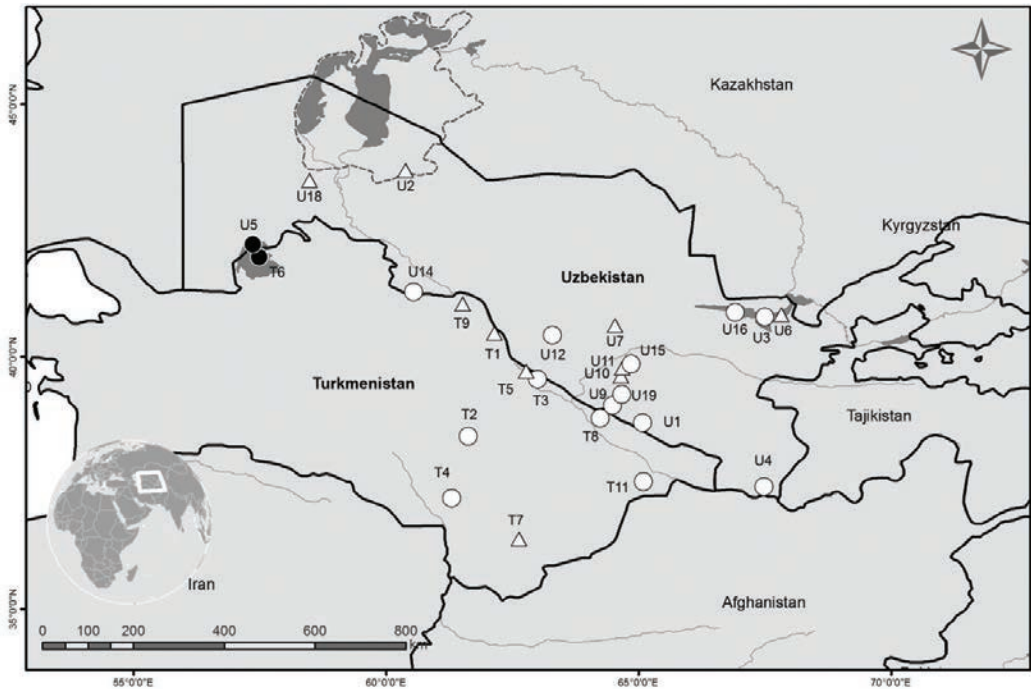 Kazakhstan
45°0'0"N
U2
U18
Kyrgyzstan
U5
T6
U14
Uzbekistan
T9
U16
U3
U6
T1
U12
U7
40°0'0"N
U11
U15
U10
T5
T3
Turkmenistan
U9
U19
T2
T8
U1
Tajikistan
U4
T4
T11
T7
Iran
Afghanistan
35°0'0"N
0 100 200 400 600 800
km
55°0'0"E 60°0'0"E 65°0'0"E 70°0'0"E